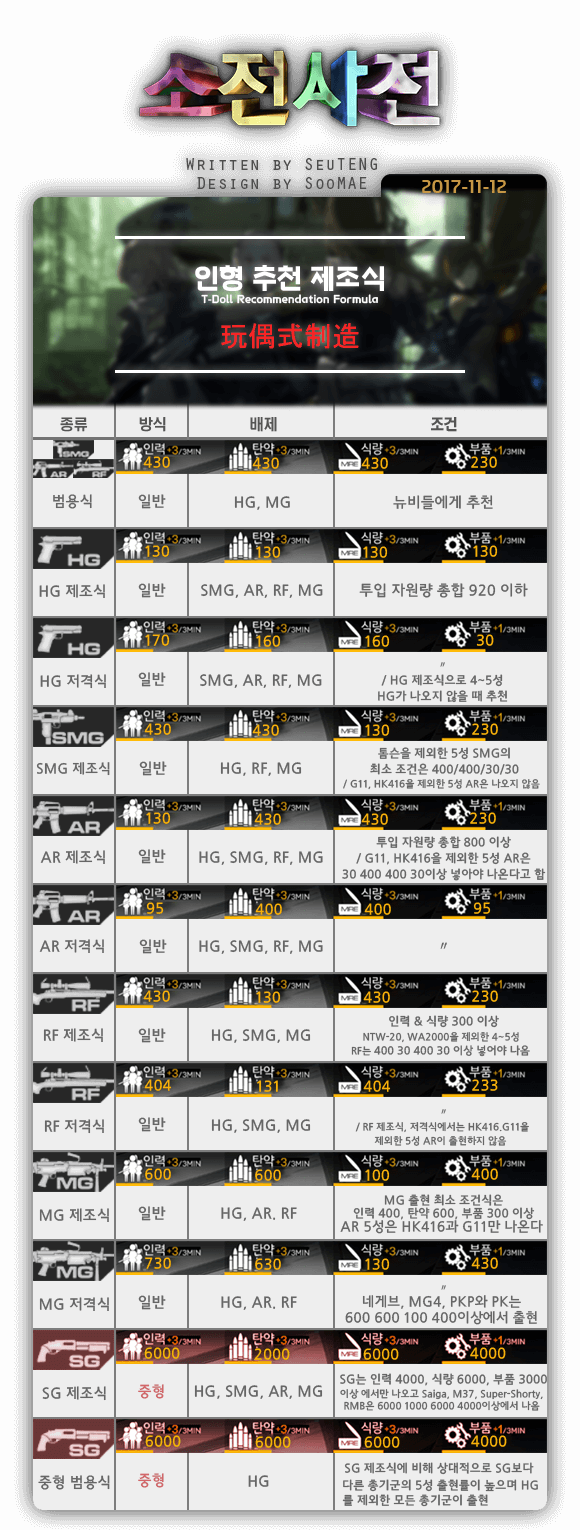 소전사전
WRITTEN BY SEUTENG
DESIGN BY SOOMAE
2017-11-12
인형 추천 제조식
T-Doll Recommendation Formula
玩偶式制造
종류 방식 배제 조건
SMG AR RF 인력+3/3MIN 430 탄약+3/3MIN 430 식량+3/3MIN MRE 430 부품+1/3MIN 230
범용식 일반 HG, MG 뉴비들에게 추천
HG 인력+3/3MIN 130 탄약+3/3MIN 130 식량+3/3MIN MRE 130 부품+1/3MIN 130
HG 제조식 일반 SMG, AR, RF, MG 투입 자원량 총합 920 이하
HG 인력+3/3MIN 170 탄약+3/3MIN 160 식량+3/3MIN MRE 160 부품+1/3MIN 30
HG 저격식 일반 SMG, AR, RF, MG 〃
/ HG 제조식으로 4~5성
HG가 나오지 않을 때 추천
SMG 인력+3/3MIN 430 탄약+3/3MIN 430 식량+3/3MIN MRE 130 부품+1/3MIN 230
SMG 제조식 일반 HG, RF, MG 톰슨을 제외한 5성 SMG의
최소 조건은 400/400/30/30
/ G11, HK416을 제외한 5성 AR은 나오지 않음
AR 인력+3/3MIN 130 탄약+3/3MIN 430 식량+3/3MIN MRE 430 부품+1/3MIN 230
AR 제조식 일반 HG, SMG, RF, MG 투입 자원량 총합 800 이상
/ G11, HK416을 제외한 5성 AR은
30 400 400 30이상 넣아야 나온다고 함
AR 인력+3/3MIN 95 탄약+3/3MIN 400 식량+3/3MIN MRE 400 부품+1/3MIN 95
AR 저격식 일반 HG, SMG, RF, MG 〃
RF 인력+3/3MIN 430 탄약+3/3MIN 130 식량+3/3MIN MRE 430 부품+1/3MIN 230
RF 제조식 일반 HG, SMG, MG 인력 & 식량 300 이상
NTW-20, WA2000을 제외한 4~5성
RF는 400 30 400 30 이상 넣어야 나옴
RF 인력+3/3MIN 404 탄약+3/3MIN 131 식량+3/3MIN MRE 404 부품+1/3MIN 233
RF 저격식 일반 HG, SMG, MG 〃
/ RF 제조식, 저격식에서는 HK416,G11을
제외한 5성 AR이 출현하지 않음
MG 인력+3/3MIN 600 탄약+3/3MIN 600 식량+3/3MIN MRE 100 부품+1/3MIN 400
MG 제조식 일반 HG, AR. RF MG 출현 최소 조건식은
인력 400, 탄약 600, 부품 300 이상
AR 5성은 HK416과 G11만 나온다
MG 인력+3/3MIN 730 탄약+3/3MIN 630 식량+3/3MIN MRE 130 부품+1/3MIN 430
MG 저격식 일반 HG, AR. RF 〃
네게브, MG4, PKP와 PK는
600 600 100 400이상에서 출현
SG 인력+3/3MIN 6000 탄약+3/3MIN 2000 식량+3/3MIN MRE 6000 부품+1/3MIN 4000
SG 제조식 중형 HG, SMG, AR, MG SG는 인력 4000, 식량 6000, 부품 3000
이상 에서만 나오고 Saiga, M37, Super-Shorty,
RMB은 6000 1000 6000 4000이상에서 나옴
SG 인력+3/3MIN 6000 탄약+3/3MIN 6000 식량+3/3MIN MRE 6000 부품+1/3MIN 4000
중형 범용식 중형 HG SG 제조식에 비해 상대적으로 SG보다
다른 총기군의 5성 출현률이 높으며 HG
를 제외한 모든 총기군이 출현